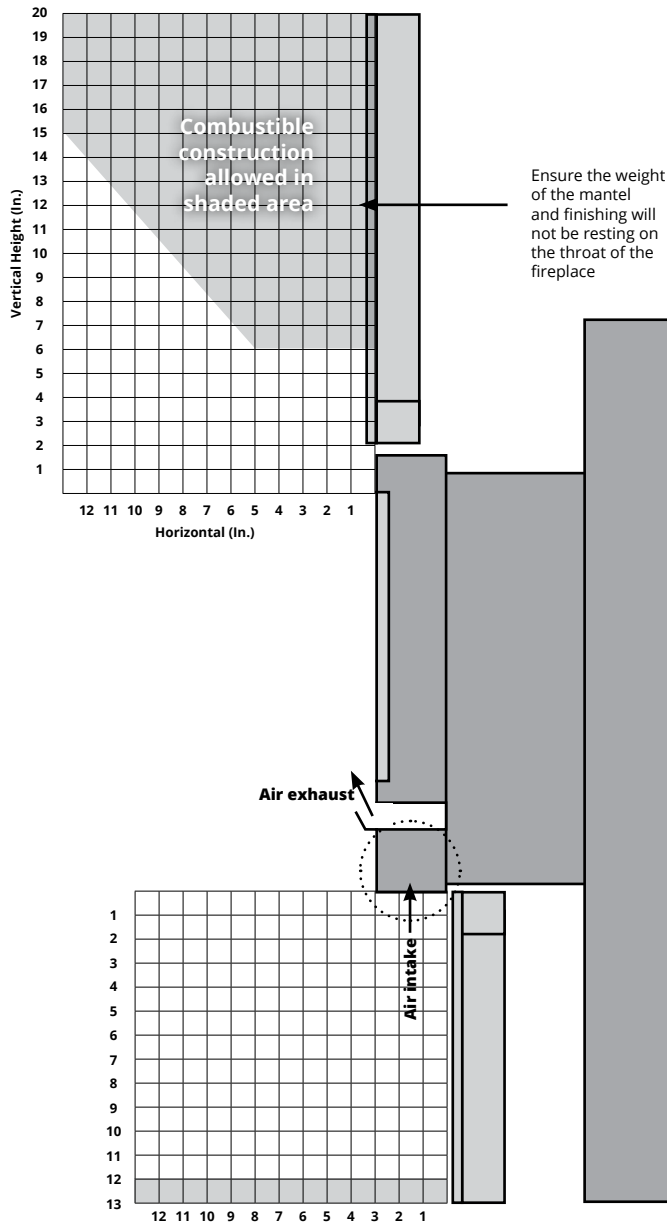 20
19
18
17
16
15
14
13
12
11
10
9
8
7
6
5
4
3
2
1
Vertical Height (In.)
Combustible
construction
allowed in
shaded area
Ensure the weight
of the mantel
and finishing will
not be resting on
the throat of the
fireplace
12 11 10 9 8 7 6 5 4 3 2 1
Horizontal (In.)
Air exhaust
Air intake
1
2
3
4
5
6
7
8
9
10
11
12
13
12 11 10 9 8 7 6 5 4 3 2 1